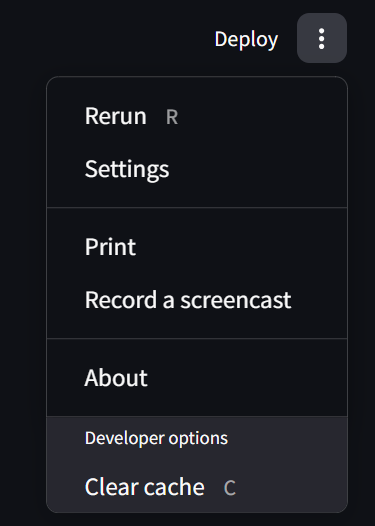 Deploy
Rerun R
Settings
Print
Record a screencast
About
Developer options
Clear cache C